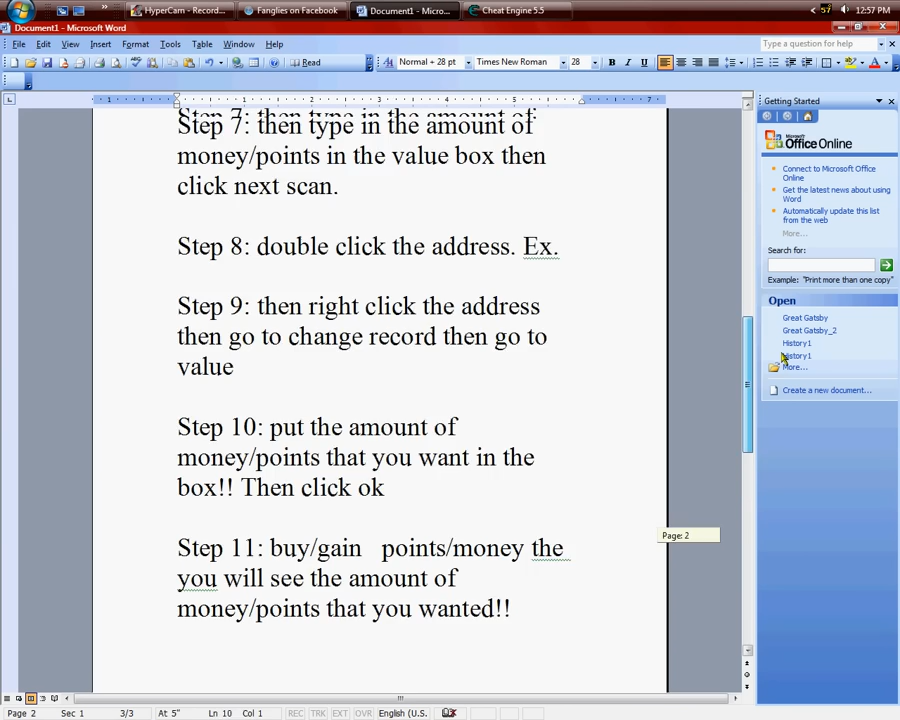 HyperCam - Record...
Fanglies on Facebook
Document1 - Micro...
Cheat Engine 5.5
57
12:57 PM
Document1 - Microsoft Word
File Edit View Insert Format Tools Table Window Help
Type a question for help
Read
Normal + 28 pt
Times New Roman
28
B I U
Getting Started
Microsoft Office Online
Connect to Microsoft Office Online
Get the latest news about using Word
Automatically update this list from the web
More...
Search for:
Example: "Print more than one copy"
Open
Great Gatsby
Great Gatsby_2
History1
History1
More...
Create a new document...
Step 7: then type in the amount of
money/points in the value box then
click next scan.
Step 8: double click the address. Ex.
Step 9: then right click the address
then go to change record then go to
value
Step 10: put the amount of
money/points that you want in the
box!! Then click ok
Step 11: buy/gain   points/money the
you will see the amount of
money/points that you wanted!!
Page: 2
Page 2 Sec 1 3/3 At 5" Ln 10 Col 1 REC TRK EXT OVR English (U.S.